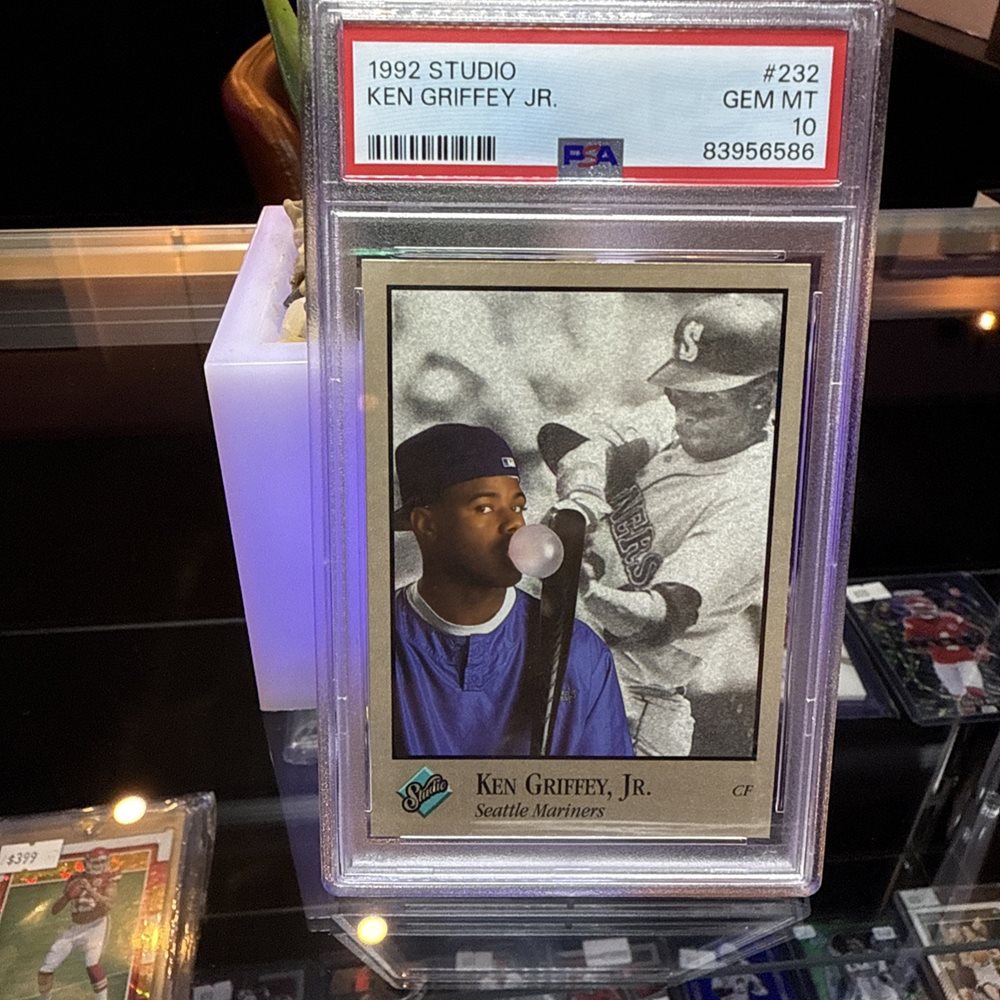 1992 STUDIO #232
KEN GRIFFEY JR. GEM MT
10
PSA 83956586
S
NERS
Studio
KEN GRIFFEY, JR. CF
Seattle Mariners
$399